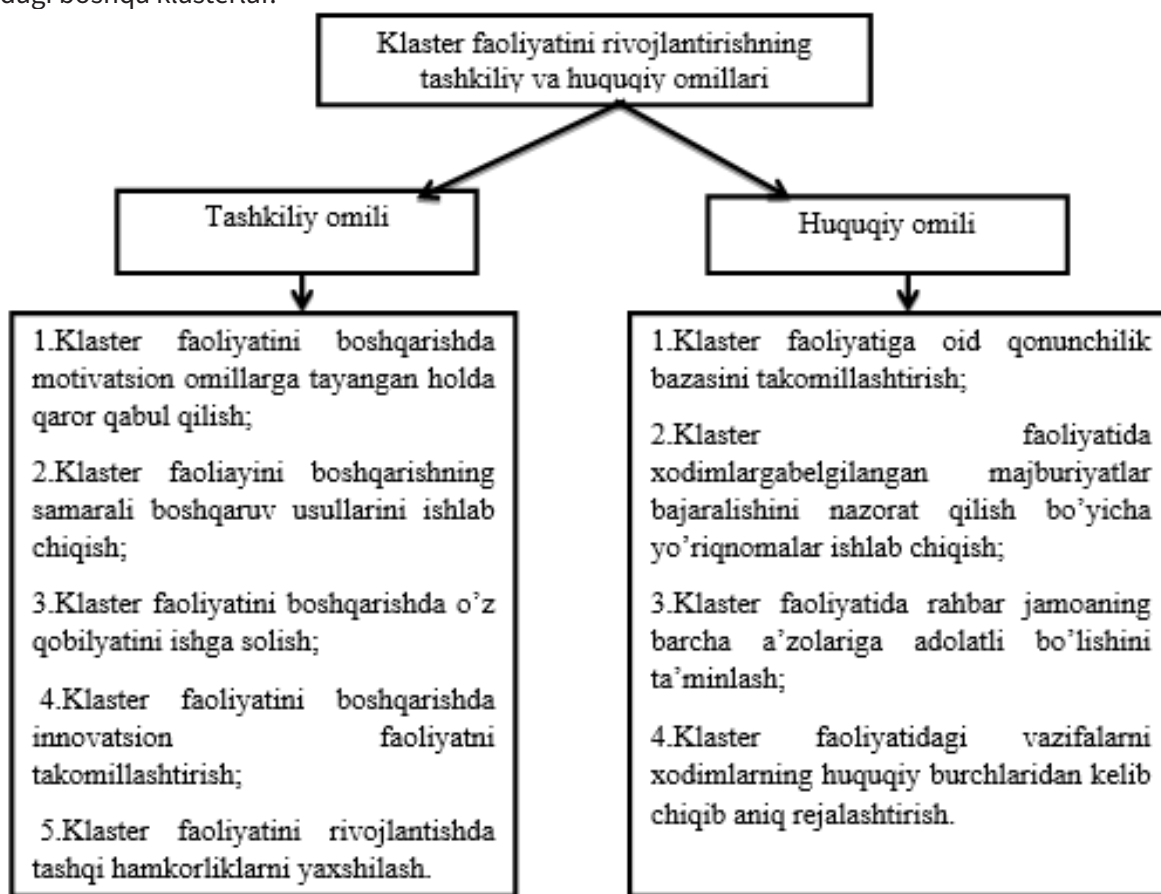 Klaster faoliyatini rivojlantirishning
tashkiliy va huquqiy omillari
Tashkiliy omili
Huquqiy omili
1.Klaster faoliyatini boshqarishda
motivatsion omillarga tayangan holda
qaror qabul qilish;
2.Klaster faoliayini boshqarishning
samarali boshqaruv usullarini ishlab
chiqish;
3.Klaster faoliyatini boshqarishda o’z
qobilyatini ishga solish;
4.Klaster faoliyatini boshqarishda
innovatsion faoliyatni
takomillashtirish;
5.Klaster faoliyatini rivojlantishda
tashqi hamkorliklarni yaxshilash.
1.Klaster faoliyatiga oid qonunchilik
bazasini takomillashtirish;
2.Klaster faoliyatida
xodimlargabelgilangan majburiyatlar
bajaralishini nazorat qilish bo’yicha
yo’riqnomalar ishlab chiqish;
3.Klaster faoliyatida rahbar jamoaning
barcha a’zolariga adolatli bo’lishini
ta’minlash;
4.Klaster faoliyatidagi vazifalarni
xodimlarning huquqiy burchlaridan kelib
chiqib aniq rejalashtirish.